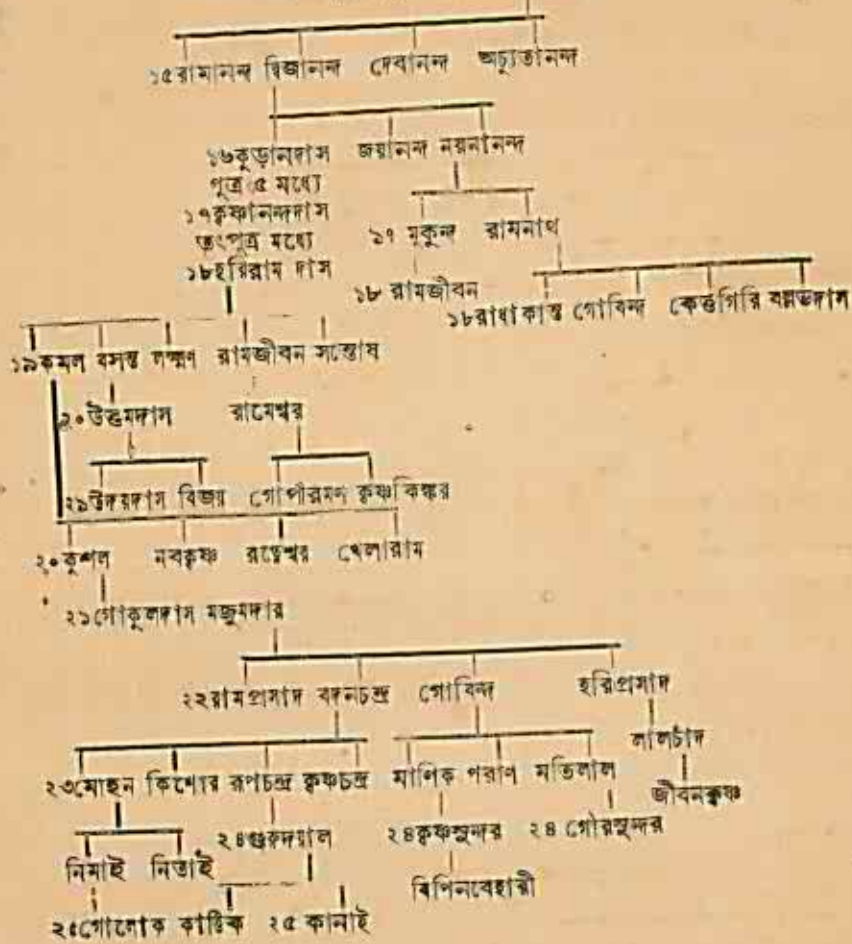 ১৫রামানন্দ দ্বিজানন্দ দেবানন্দ অচ্যুতানন্দ
১৬কুড়ানদাস জয়ানন্দ নয়নানন্দ
পুত্র ৫ মধ্যে
১৭কৃষ্ণানন্দদাস
১৭ মুকুন্দ রামনাথ
তৎপুত্র মধ্যে
১৮হরিরাম দাস
১৮ রামজীবন
১৮রাধাকান্ত গোবিন্দ কেত্তগিরি বল্লভদাস
১৯কমল বসন্ত লক্ষ্মণ রামজীবন সন্তোষ
২০উত্তমদাস রামেশ্বর
২১উদয়দাস বিজয় গোপীরমন কৃষ্ণকিঙ্কর
২০কুশল নবকৃষ্ণ রত্নেশ্বর খেলারাম
২১গোকুলদাস মজুমদার
২২রামপ্রসাদ বদনচন্দ্র গোবিন্দ হরিপ্রসাদ
লালচাঁদ
২৩মোহন কিশোর রূপচন্দ্র কৃষ্ণচন্দ্র মাণিক পরাণ মতিলাল
জীবনকৃষ্ণ
২৪গুরুদয়াল ২৪কৃষ্ণসুন্দর ২৪ গৌরসুন্দর
নিমাই নিতাই
বিপিনবেহারী
২৫গোলোক কার্ত্তিক ২৫ কানাই